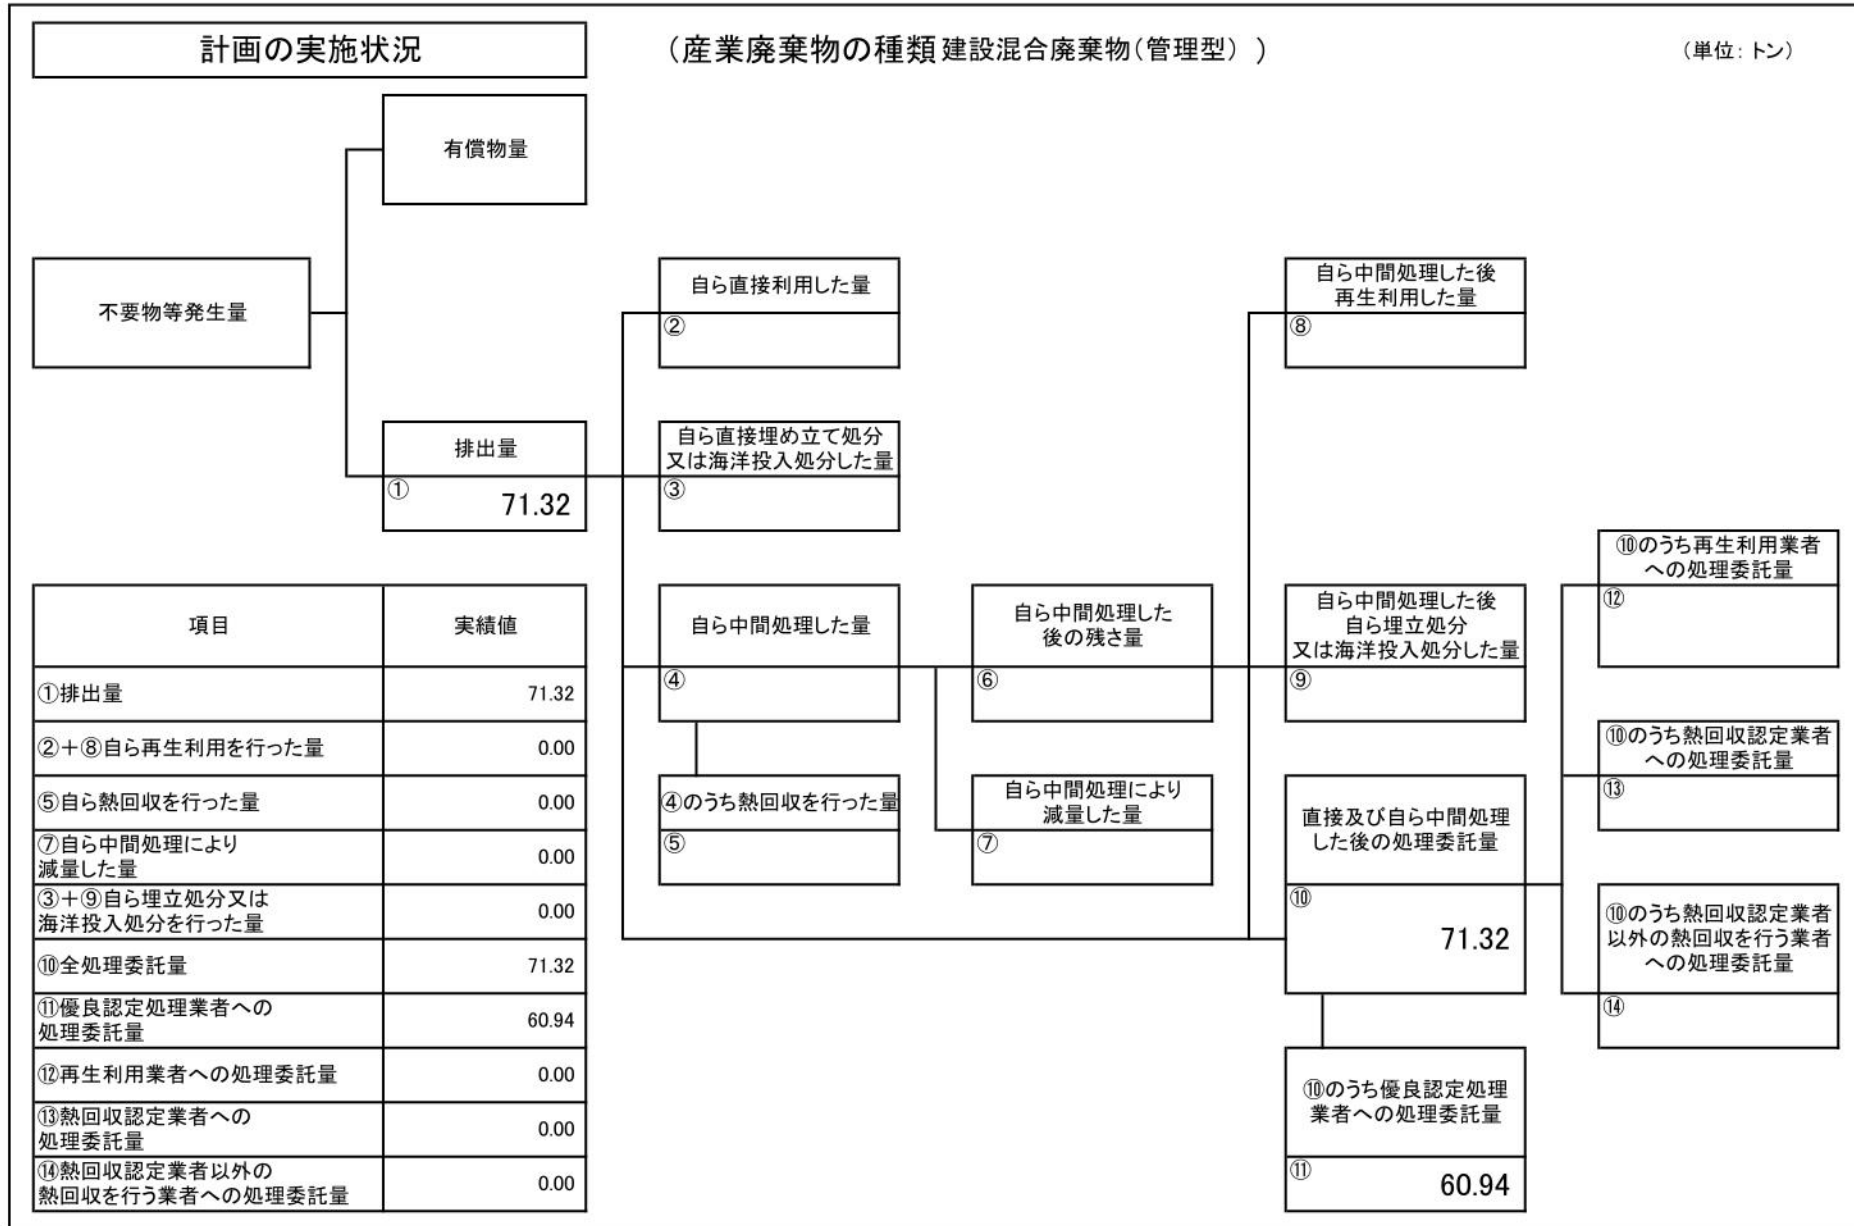 計画の実施状況
（産業廃棄物の種類 建設混合廃棄物（管理型） ）
（単位：トン）
有償物量
不要物等発生量
自ら直接利用した量
②
自ら中間処理した後
再生利用した量
⑧
排出量
① 71.32
自ら直接埋め立て処分
又は海洋投入処分した量
③
⑩のうち再生利用業者
への処理委託量
⑫
自ら中間処理した量
④
自ら中間処理した
後の残さ量
⑥
自ら中間処理した後
自ら埋立処分
又は海洋投入処分した量
⑨
⑩のうち熱回収認定業者
への処理委託量
⑬
④のうち熱回収を行った量
⑤
自ら中間処理により
減量した量
⑦
直接及び自ら中間処理
した後の処理委託量
⑩
71.32
⑩のうち熱回収認定業者
以外の熱回収を行う業者
への処理委託量
⑭
⑩のうち優良認定処理
業者への処理委託量
⑪
60.94
項目 実績値
①排出量 71.32
②＋⑧自ら再生利用を行った量 0.00
⑤自ら熱回収を行った量 0.00
⑦自ら中間処理により
減量した量 0.00
③＋⑨自ら埋立処分又は
海洋投入処分を行った量 0.00
⑩全処理委託量 71.32
⑪優良認定処理業者への
処理委託量 60.94
⑫再生利用業者への処理委託量 0.00
⑬熱回収認定業者への
処理委託量 0.00
⑭熱回収認定業者以外の
熱回収を行う業者への処理委託量 0.00